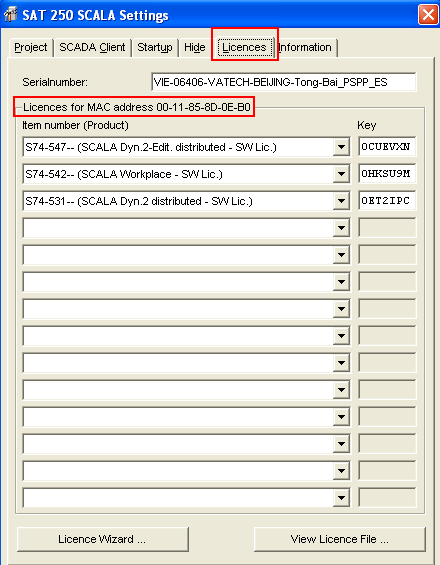 SAT 250 SCALA Settings
Project SCADA Client Startup Hide Licences Information
Serialnumber: VIE-06406-VATECH-BEIJING-Tong-Bai_PSPP_ES
Licences for MAC address 00-11-85-8D-0E-B0
Item number (Product) Key
S74-547-- (SCALA Dyn.2-Edit. distributed - SW Lic.) 0CUEVXN
S74-542-- (SCALA Workplace - SW Lic.) 0HKSU9M
S74-531-- (SCALA Dyn.2 distributed - SW Lic.) 0ET2IPC
Licence Wizard ... View Licence File ...